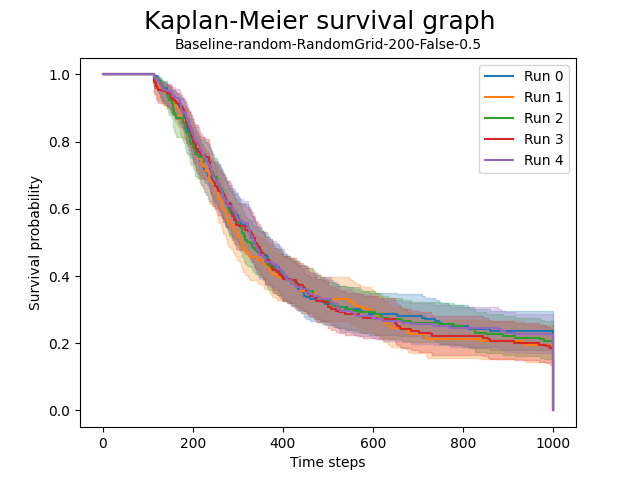 Kaplan-Meier survival graph
Baseline-random-RandomGrid-200-False-0.5
Survival probability
1.0
0.8
0.6
0.4
0.2
0.0
Run 0
Run 1
Run 2
Run 3
Run 4
0 200 400 600 800 1000
Time steps